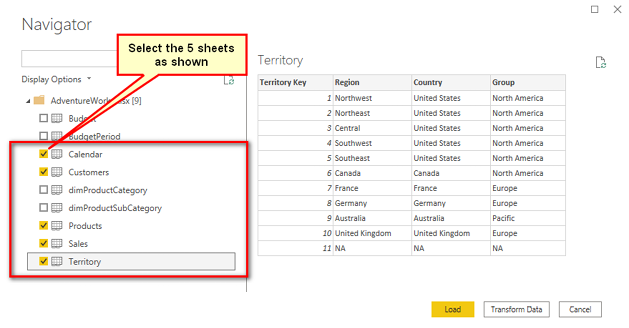 Navigator
Select the 5 sheets
as shown
Display Options
AdventureWor sx [9]
Budget
BudgetPeriod
Calendar
Customers
dimProductCategory
dimProductSubCategory
Products
Sales
Territory
Territory
Territory Key Region Country Group
1 Northwest United States North America
2 Northeast United States North America
3 Central United States North America
4 Southwest United States North America
5 Southeast United States North America
6 Canada Canada North America
7 France France Europe
8 Germany Germany Europe
9 Australia Australia Pacific
10 United Kingdom United Kingdom Europe
11 NA NA NA
Load Transform Data Cancel